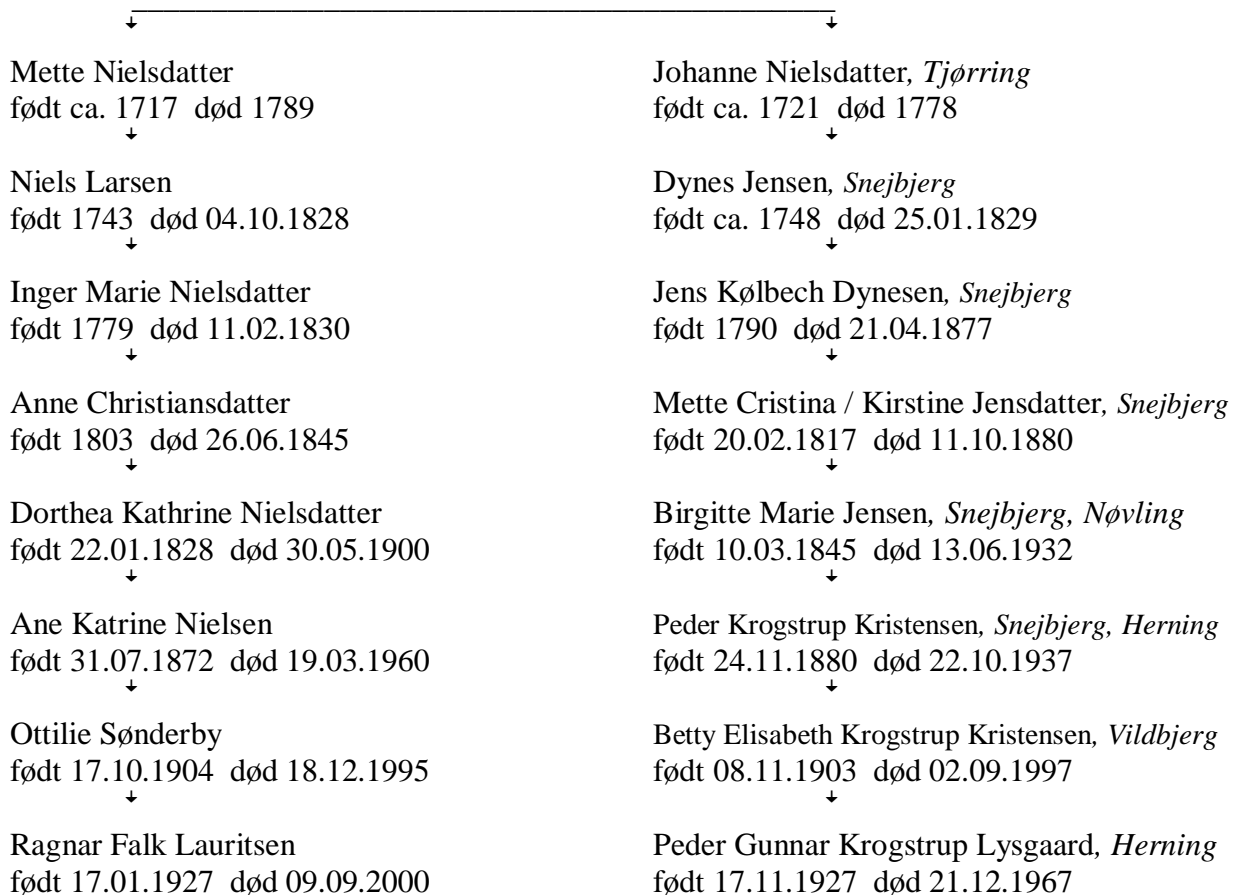 Mette Nielsdatter
født ca. 1717 død 1789
Niels Larsen
født 1743 død 04.10.1828
Inger Marie Nielsdatter
født 1779 død 11.02.1830
Anne Christiansdatter
født 1803 død 26.06.1845
Dorthea Kathrine Nielsdatter
født 22.01.1828 død 30.05.1900
Ane Katrine Nielsen
født 31.07.1872 død 19.03.1960
Ottilie Sønderby
født 17.10.1904 død 18.12.1995
Ragnar Falk Lauritsen
født 17.01.1927 død 09.09.2000
Johanne Nielsdatter, Tjørring
født ca. 1721 død 1778
Dynes Jensen, Snejbjerg
født ca. 1748 død 25.01.1829
Jens Kølbech Dynesen, Snejbjerg
født 1790 død 21.04.1877
Mette Cristina / Kirstine Jensdatter, Snejbjerg
født 20.02.1817 død 11.10.1880
Birgitte Marie Jensen, Snejbjerg, Nøvling
født 10.03.1845 død 13.06.1932
Peder Krogstrup Kristensen, Snejbjerg, Herning
født 24.11.1880 død 22.10.1937
Betty Elisabeth Krogstrup Kristensen, Vildbjerg
født 08.11.1903 død 02.09.1997
Peder Gunnar Krogstrup Lysgaard, Herning
født 17.11.1927 død 21.12.1967